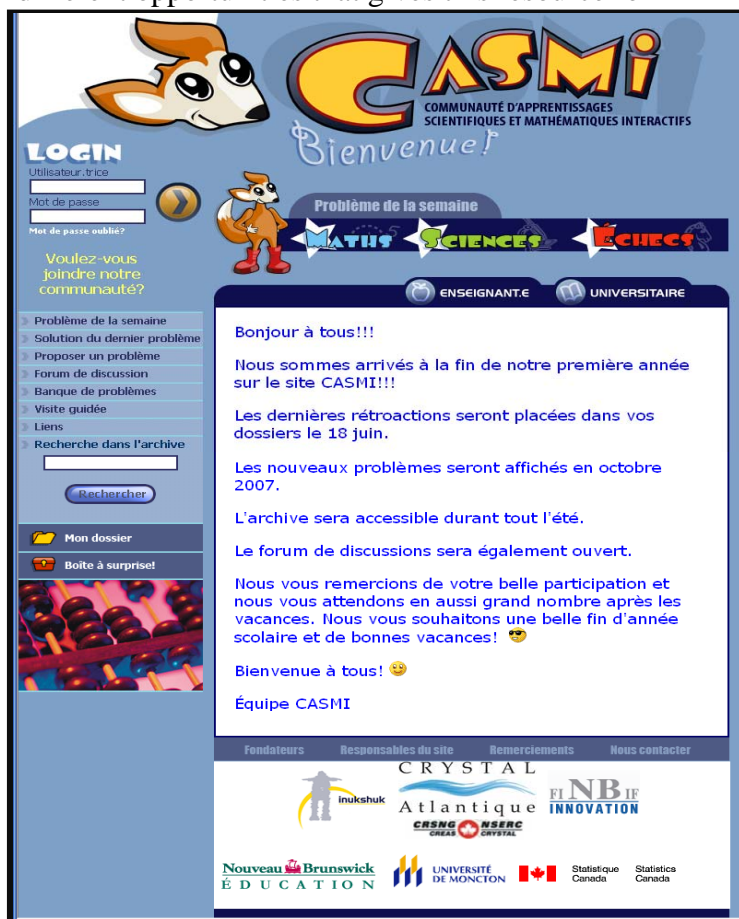 CASMI
COMMUNAUTÉ D'APPRENTISSAGES
SCIENTIFIQUES ET MATHÉMATIQUES INTERACTIFS
Bienvenue!
LOGIN
Utilisateur.trice
Mot de passe
Mot de passe oublié?
Voulez-vous
joindre notre
communauté?
Problème de la semaine
Solution du dernier problème
Proposer un problème
Forum de discussion
Banque de problèmes
Visite guidée
Liens
Recherche dans l'archive
Rechercher
Mon dossier
Boîte à surprise!
Problème de la semaine
MATHS SCIENCES ÉCHECS
ENSEIGNANT.E UNIVERSITAIRE
Bonjour à tous!!!
Nous sommes arrivés à la fin de notre première année
sur le site CASMI!!!
Les dernières rétroactions seront placées dans vos
dossiers le 18 juin.
Les nouveaux problèmes seront affichés en octobre
2007.
L'archive sera accessible durant tout l'été.
Le forum de discussions sera également ouvert.
Nous vous remercions de votre belle participation et
nous vous attendons en aussi grand nombre après les
vacances. Nous vous souhaitons une belle fin d'année
scolaire et de bonnes vacances!
Bienvenue à tous!
Équipe CASMI
Fondateurs Responsables du site Remerciements Nous contacter
inukshuk
CRYSTAL
Atlantique
CRSNG NSERC
CREAS CRYSTAL
FI NB IF
INNOVATION
Nouveau Brunswick
ÉDUCATION
UNIVERSITÉ
DE MONCTON
Statistique Statistics
Canada Canada